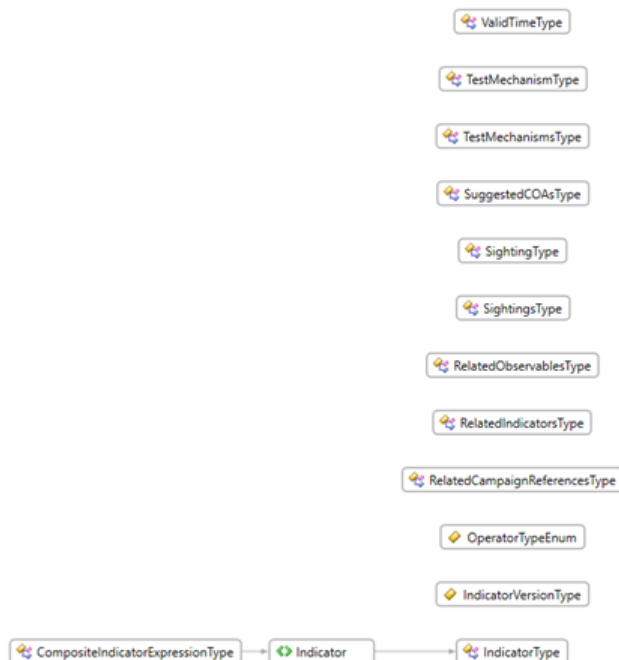 ValidTimeType
TestMechanismType
TestMechanismsType
SuggestedCOAsType
SightingType
SightingsType
RelatedObservablesType
RelatedIndicatorsType
RelatedCampaignReferencesType
OperatorTypeEnum
IndicatorVersionType
CompositeIndicatorExpressionType Indicator IndicatorType